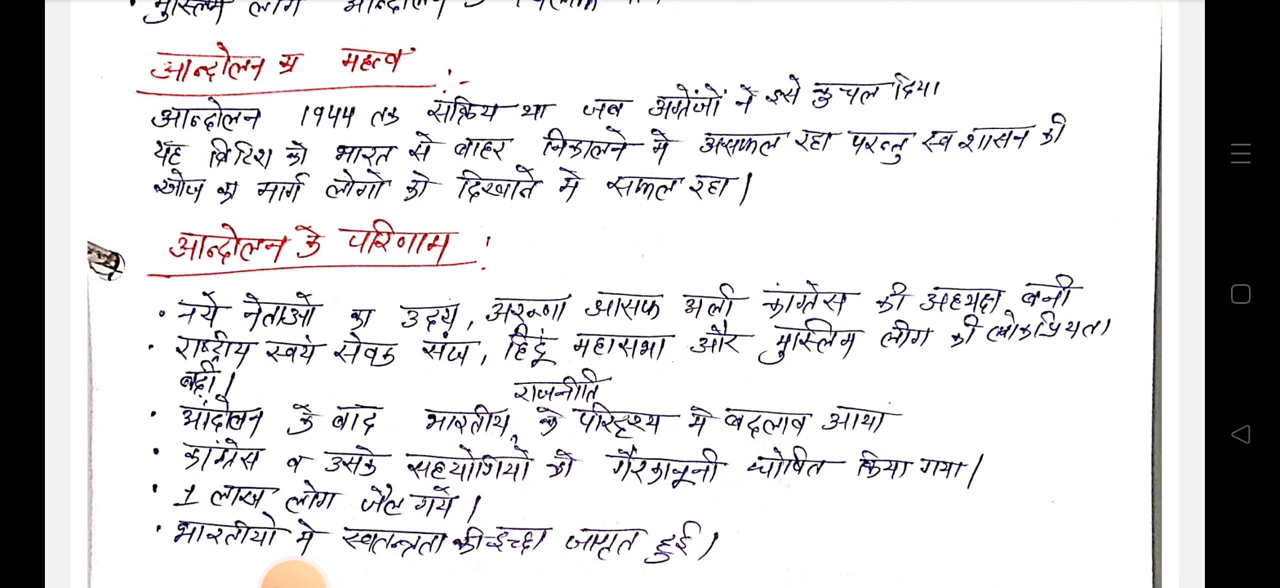 मुस्लिम लीग आन्दोलन के
आन्दोलन का महत्व :-
आन्दोलन 1944 तक सक्रिय था जब अंग्रेजों ने इसे कुचल दिया।
यह ब्रिटिश को भारत से बाहर निकालने मे असफल रहा परन्तु स्व शासन की
खोज का मार्ग लोगो को दिखाते मे सफल रहा।
आन्दोलन के परिणाम :
• नये नेताओ का उदय, अरूणा आसफ अली कांग्रेस की अध्यक्ष बनी
• राष्ट्रीय स्वयं सेवक संघ, हिंदू महासभा और मुस्लिम लीग की लोकप्रियता
बढ़ी।
राजनीति
• आंदोलन के बाद भारतीय के परिदृश्य मे बदलाव आया
• कांग्रेस व उसके सहयोगियो को गैरकानूनी घोषित किया गया।
• 1 लाख लोग जेल गये।
• भारतीयो मे स्वतन्त्रता की इच्छा जागृत हुई।